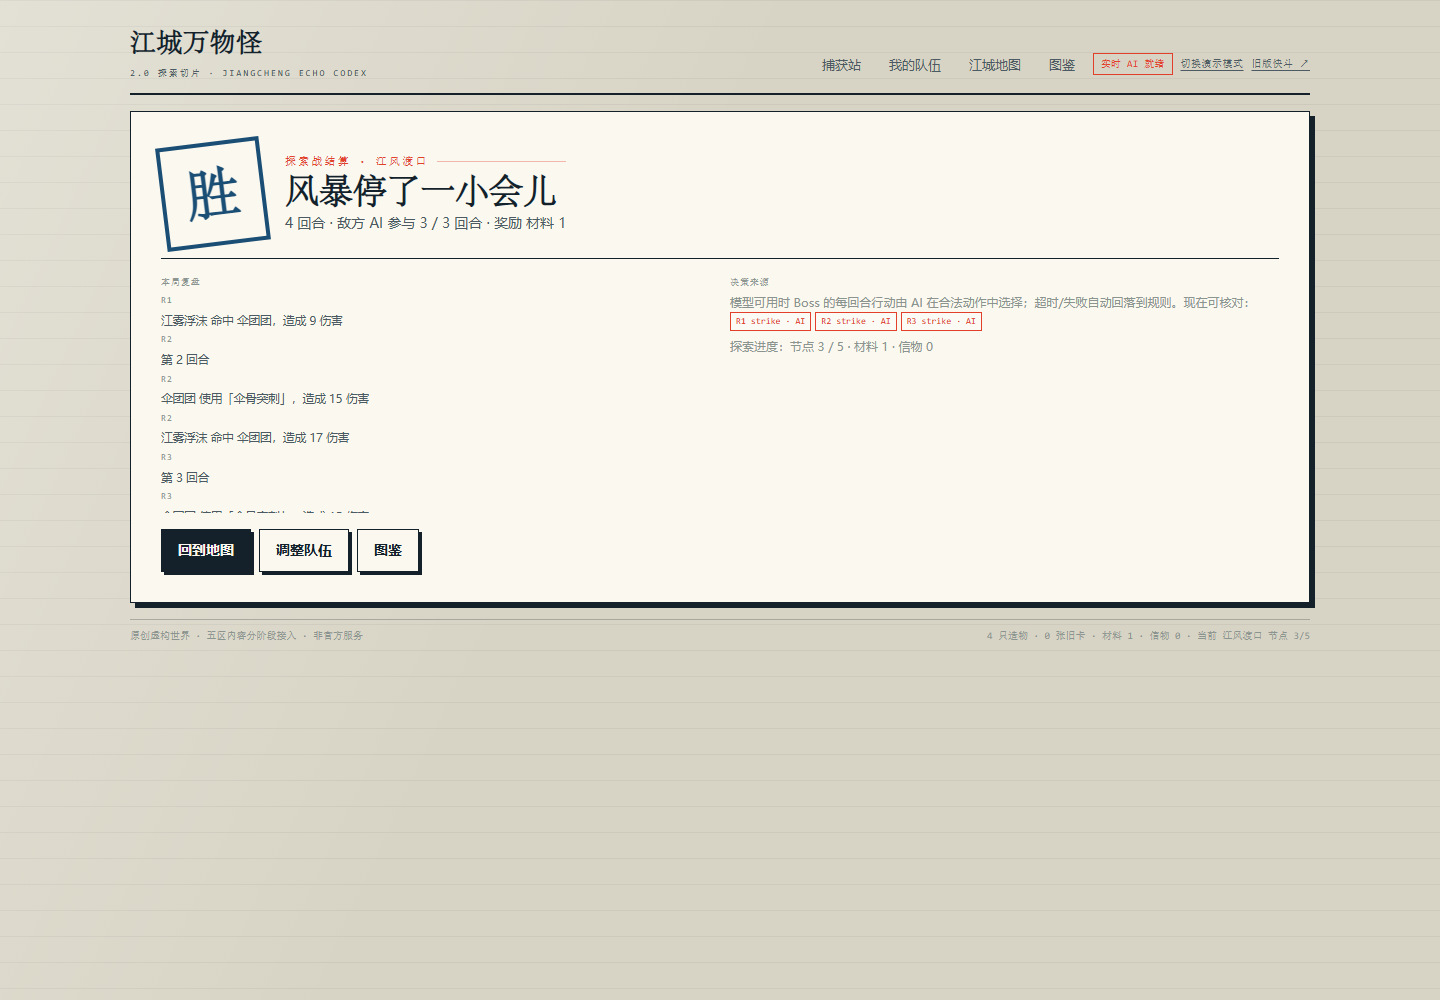 江城万物怪
2.0 探索切片 · JIANGCHENG ECHO CODEX
捕获站 我的队伍 江城地图 图鉴 实时 AI 就绪 切换演示模式 旧版快斗 ↗
胜
探索战结算 · 江风渡口
风暴停了一小会儿
4 回合 · 敌方 AI 参与 3 / 3 回合 · 奖励 材料 1
本局复盘
R1
江雾浮沫 命中 伞团团，造成 9 伤害
R2
第 2 回合
R2
伞团团 使用「伞骨突刺」，造成 15 伤害
R2
江雾浮沫 命中 伞团团，造成 17 伤害
R3
第 3 回合
R3
决策来源
模型可用时 Boss 的每回合行动由 AI 在合法动作中选择；超时/失败自动回落到规则。现在可核对：
R1 strike · AI R2 strike · AI R3 strike · AI
探索进度：节点 3 / 5 · 材料 1 · 信物 0
回到地图 调整队伍 图鉴
原创虚构世界 · 五区内容分阶段接入 · 非官方服务
4 只造物 · 0 张旧卡 · 材料 1 · 信物 0 · 当前 江风渡口 节点 3/5